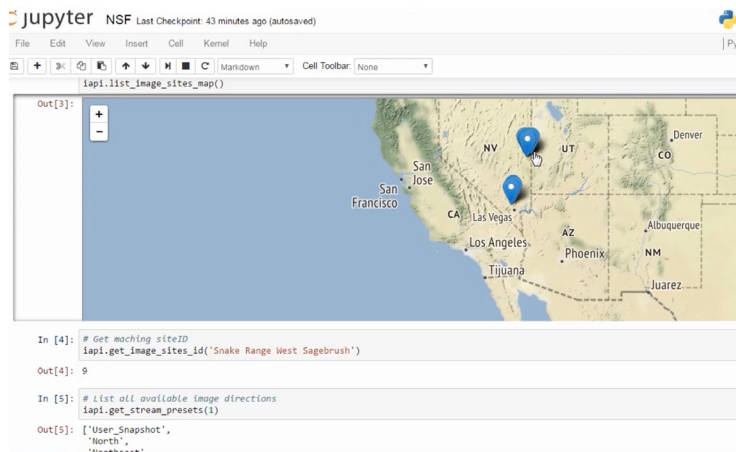 jupyter NSF Last Checkpoint: 43 minutes ago (autosaved)
File Edit View Insert Cell Kernel Help
Markdown Cell Toolbar: None
iapi.list_image_sites_map()
Out[3]:
+
-
Denver
NV UT CO
San Jose
San Francisco
CA Las Vegas
Albuquerque
AZ
Los Angeles
Phoenix NM
Tijuana
Juarez
In [4]: # Get maching siteID
iapi.get_image_sites_id('Snake Range West Sagebrush')
Out[4]: 9
In [5]: # List all available image directions
iapi.get_stream_presets(1)
Out[5]: ['User_Snapshot',
'North',